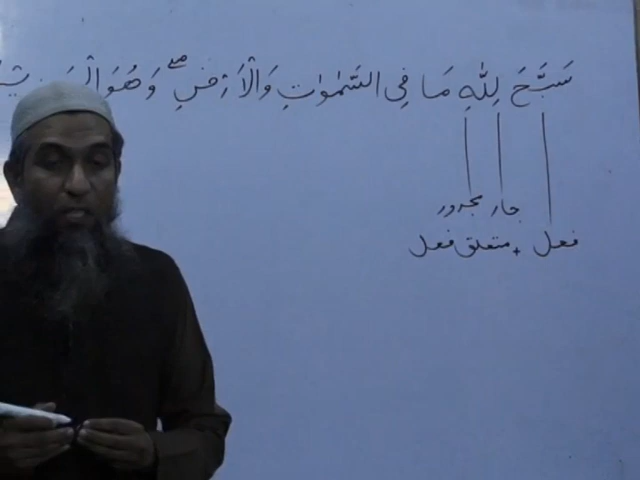 سَبَّحَ لِلّٰهِ مَا فِى السَّمٰوٰتِ وَالْاَرْضِ ۖ وَهُوَ
جار مجرور
فعل + متعلق فعل